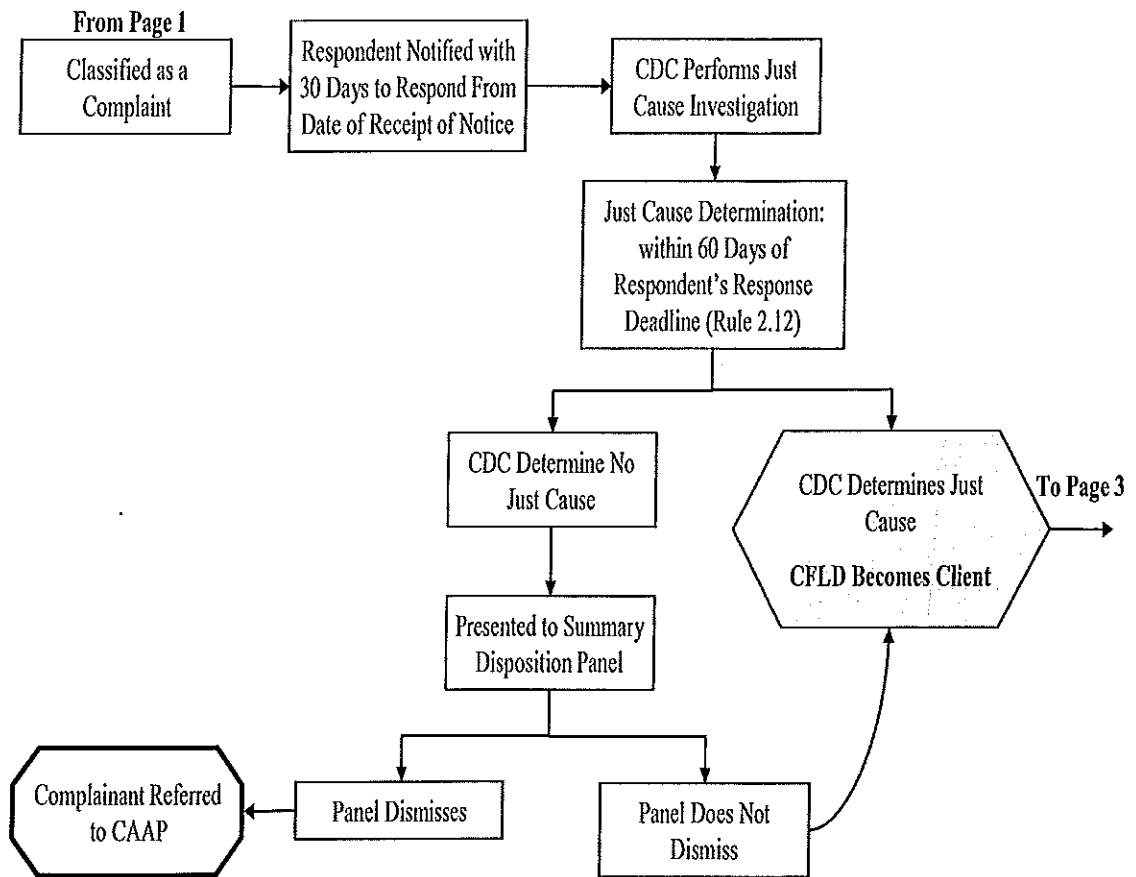 From Page 1
Classified as a
Complaint
Respondent Notified with
30 Days to Respond From
Date of Receipt of Notice
CDC Performs Just
Cause Investigation
Just Cause Determination:
within 60 Days of
Respondent's Response
Deadline (Rule 2.12)
CDC Determine No
Just Cause
CDC Determines Just
Cause
CFLD Becomes Client
To Page 3
Presented to Summary
Disposition Panel
Complainant Referred
to CAAP
Panel Dismisses
Panel Does Not
Dismiss